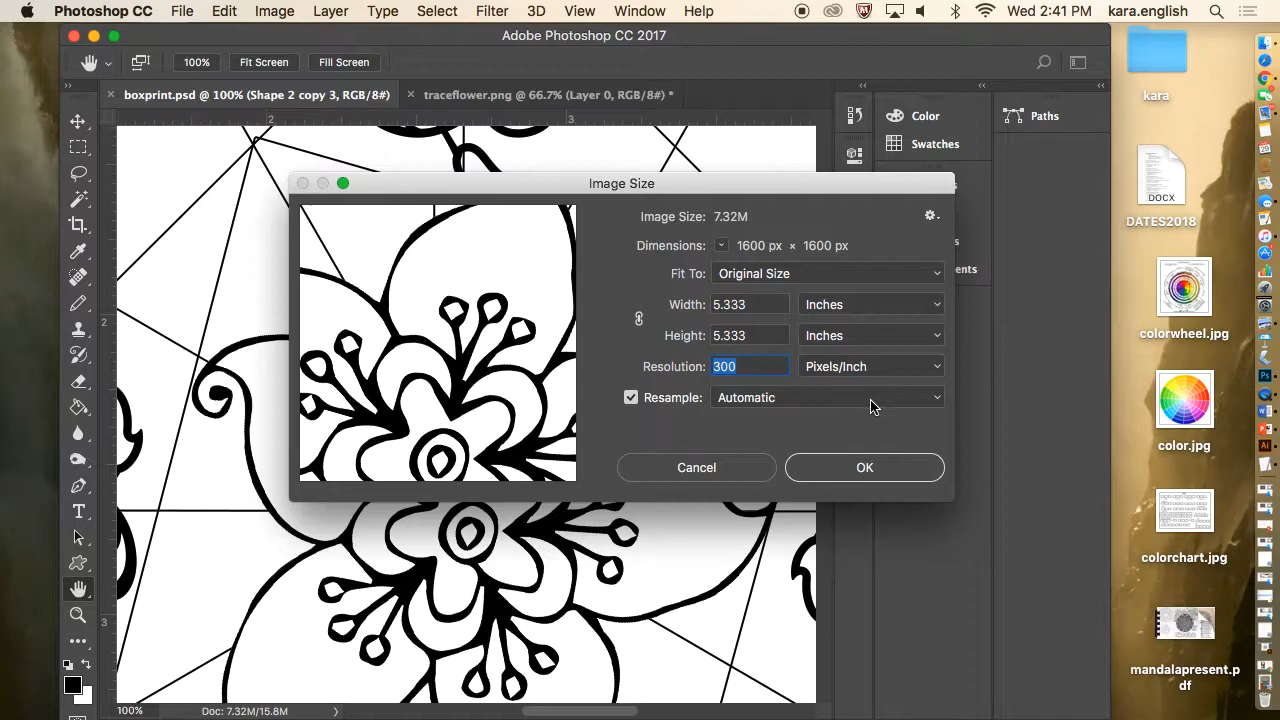 Photoshop CC File Edit Image Layer Type Select Filter 3D View Window Help Wed 2:41 PM kara.english
Adobe Photoshop CC 2017
100% Fit Screen Fill Screen
boxprint.psd @ 100% (Shape 2 copy 3, RGB/8#) traceflower.png @ 66.7% (Layer 0, RGB/8#) *
2 3
Color
Swatches
Paths
Image Size
Image Size: 7.32M
Dimensions: 1600 px × 1600 px
Fit To: Original Size
Width: 5.333 Inches
Height: 5.333 Inches
Resolution: 300 Pixels/Inch
Resample: Automatic
Cancel OK
2
3
100% Doc: 7.32M/15.8M
kara
DOCX
DATES2018
colorwheel.jpg
color.jpg
colorchart.jpg
mandalapresent.p
df